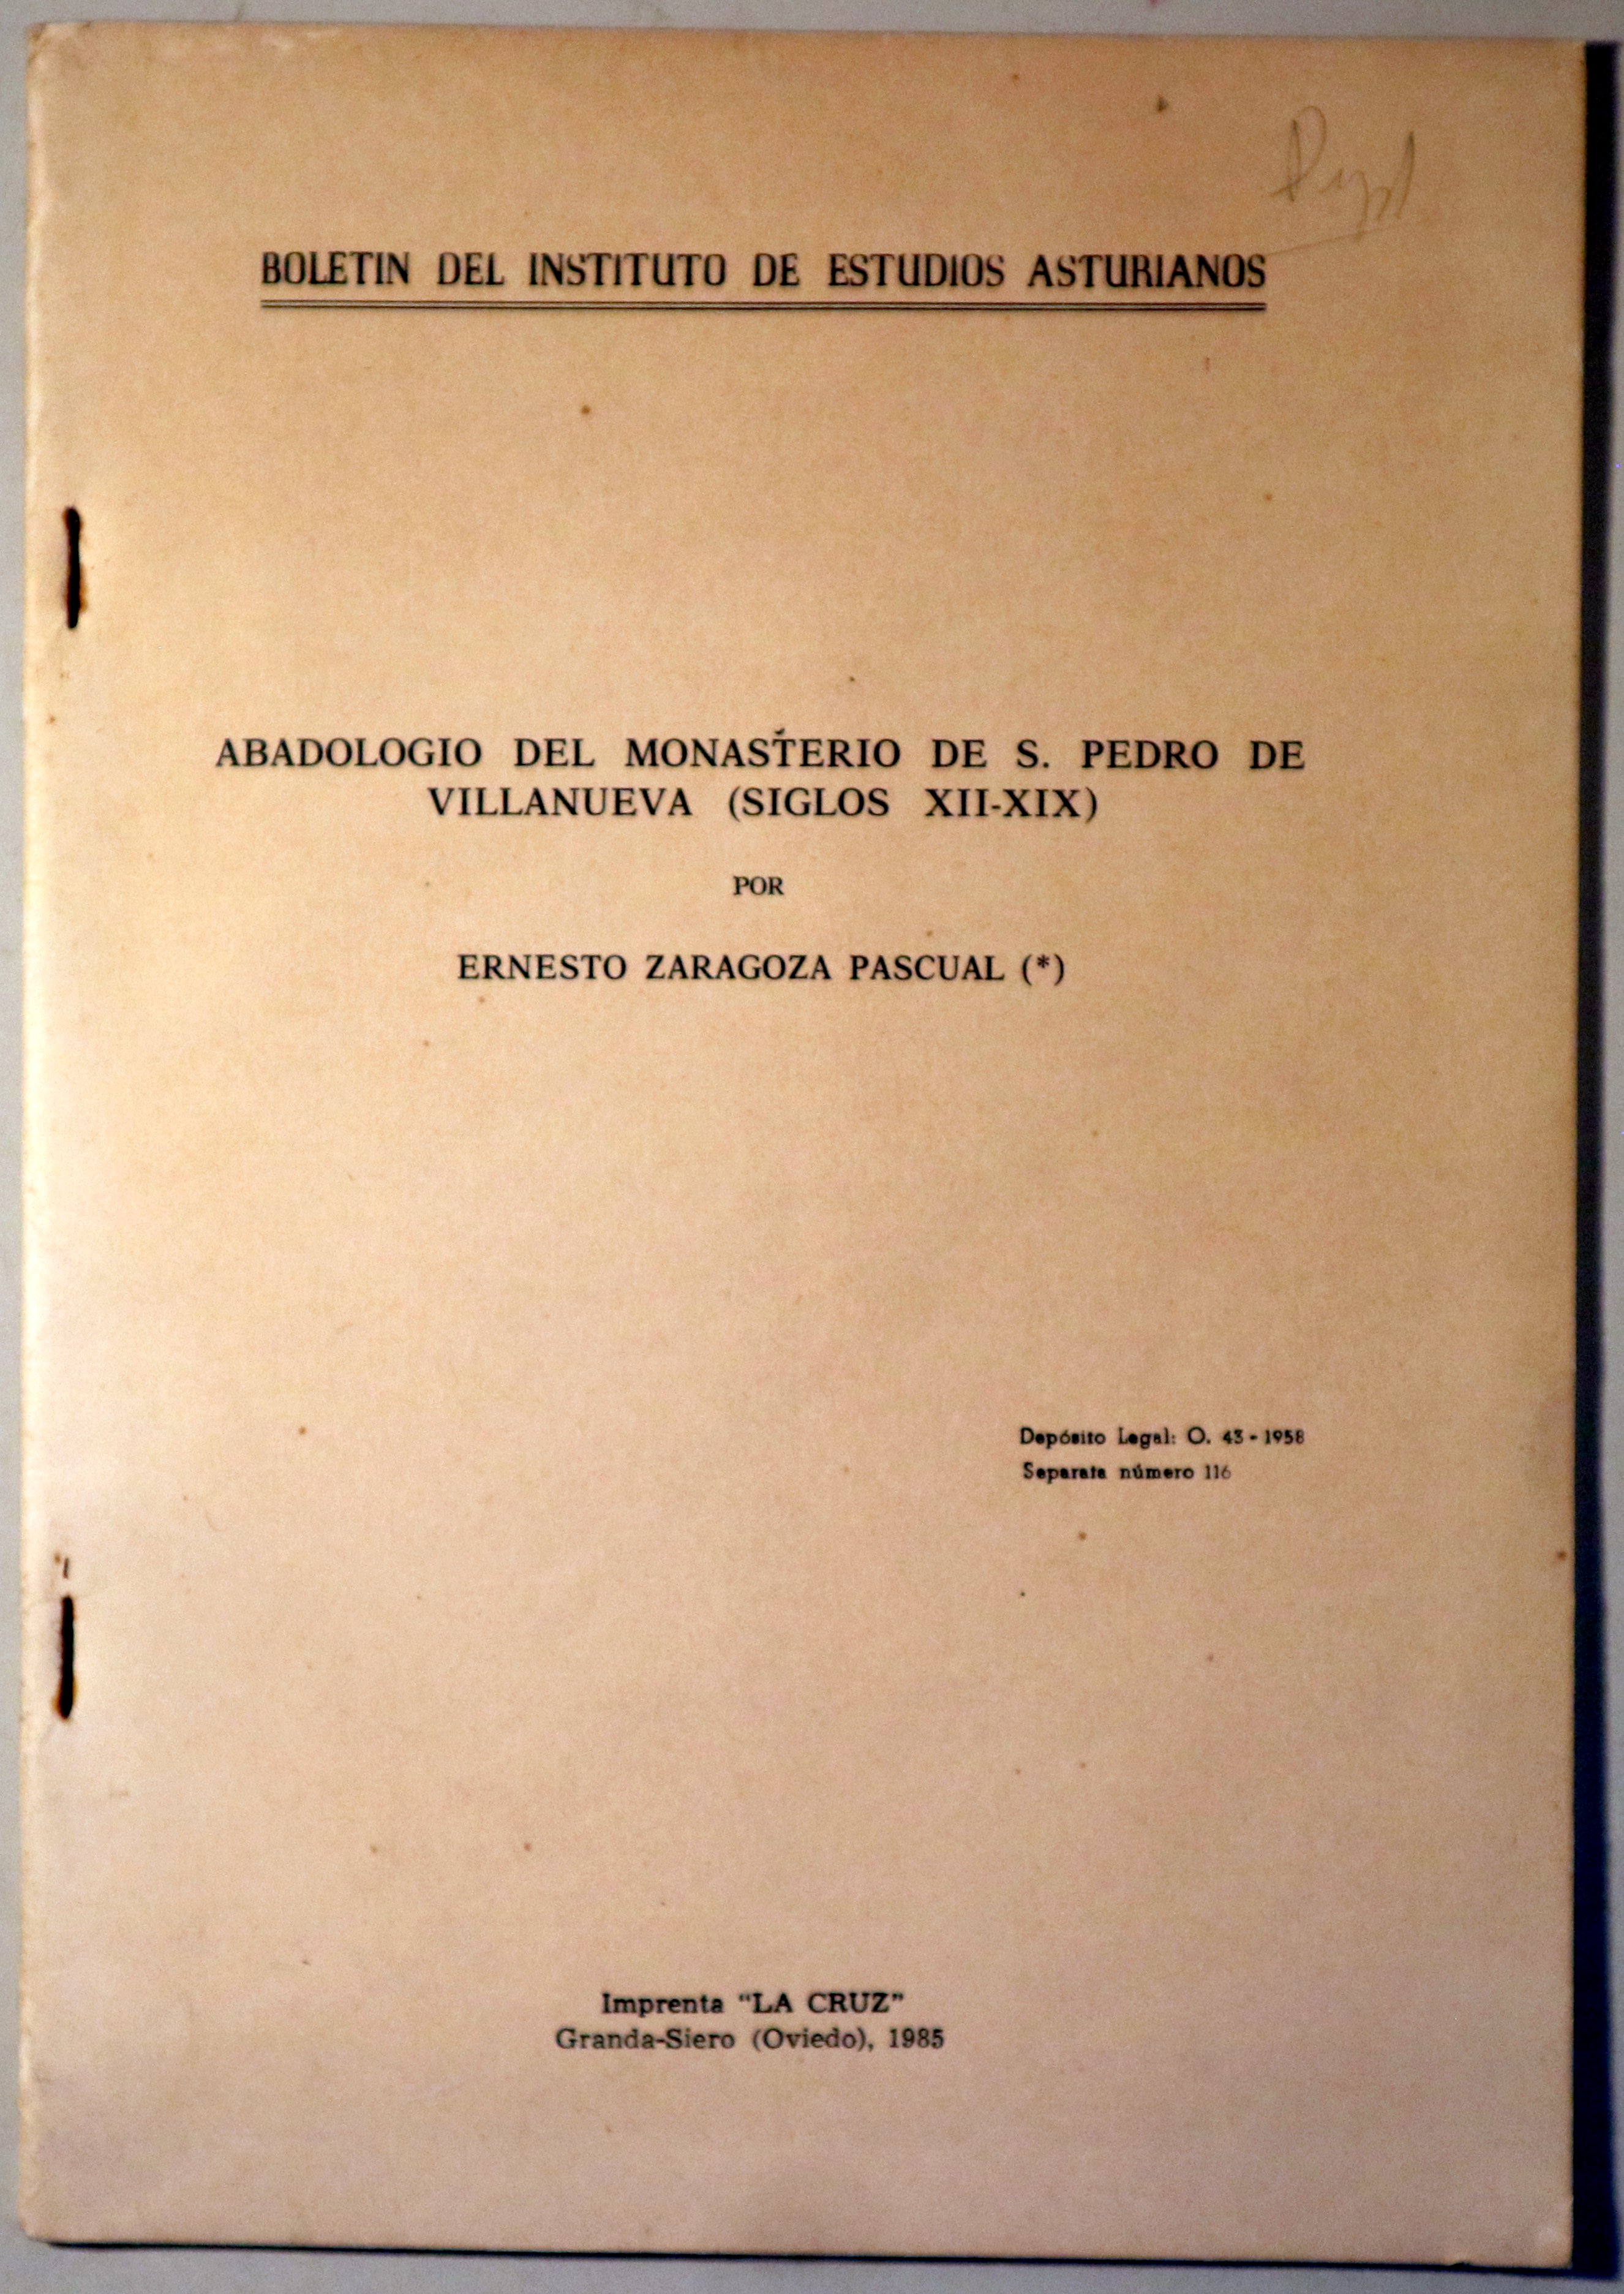 BOLETIN DEL INSTITUTO DE ESTUDIOS ASTURIANOS
ABADOLOGIO DEL MONASTERIO DE S. PEDRO DE
VILLANUEVA (SIGLOS XII-XIX)
POR
ERNESTO ZARAGOZA PASCUAL (*)
Depósito Legal: O. 43 - 1958
Separata número 116
Imprenta "LA CRUZ"
Granda-Siero (Oviedo), 1985